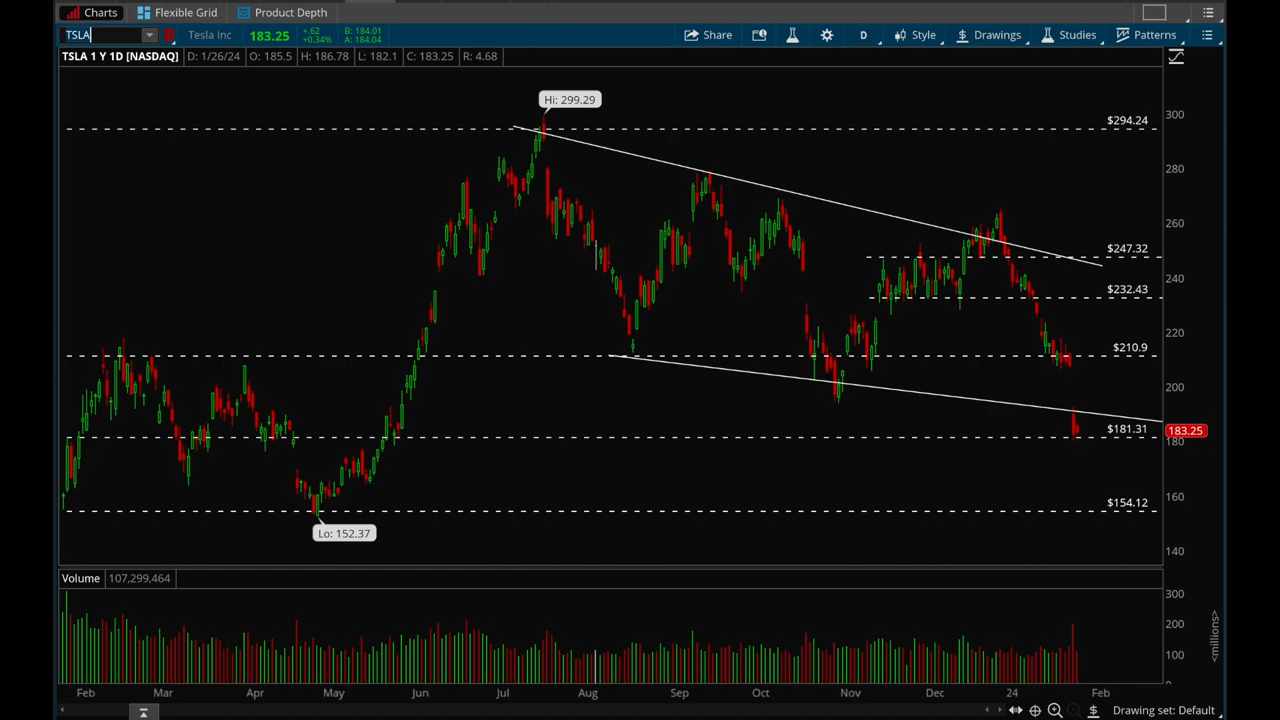 Charts Flexible Grid Product Depth
TSLA Tesla Inc 183.25 +.62 +0.34% B: 184.01 A: 184.04 Share D Style Drawings Studies Patterns
TSLA 1 Y 1D [NASDAQ] D: 1/26/24 O: 185.5 H: 186.78 L: 182.1 C: 183.25 R: 4.68
Hi: 299.29
300
$294.24
280
260
$247.32
240
$232.43
220
$210.9
200
$181.31
183.25
180
160
$154.12
Lo: 152.37
140
Volume 107,299,464
300
200
100
0
<millions>
Feb Mar Apr May Jun Jul Aug Sep Oct Nov Dec 24 Feb
Drawing set: Default